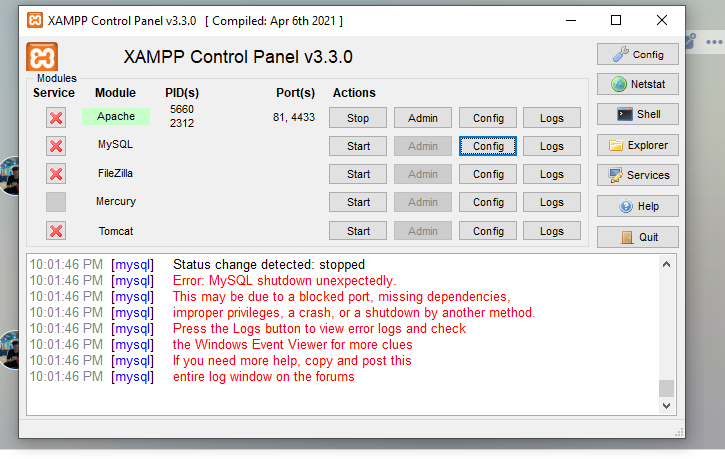 XAMPP Control Panel v3.3.0 [ Compiled: Apr 6th 2021 ]
XAMPP Control Panel v3.3.0
Config
Modules
Service Module PID(s) Port(s) Actions
Netstat
Apache 5660 2312 81, 4433 Stop Admin Config Logs
Shell
MySQL Start Admin Config Logs
Explorer
FileZilla Start Admin Config Logs
Services
Mercury Start Admin Config Logs
Help
Tomcat Start Admin Config Logs
Quit
10:01:46 PM [mysql] Status change detected: stopped
10:01:46 PM [mysql] Error: MySQL shutdown unexpectedly.
10:01:46 PM [mysql] This may be due to a blocked port, missing dependencies,
10:01:46 PM [mysql] improper privileges, a crash, or a shutdown by another method.
10:01:46 PM [mysql] Press the Logs button to view error logs and check
10:01:46 PM [mysql] the Windows Event Viewer for more clues
10:01:46 PM [mysql] If you need more help, copy and post this
10:01:46 PM [mysql] entire log window on the forums